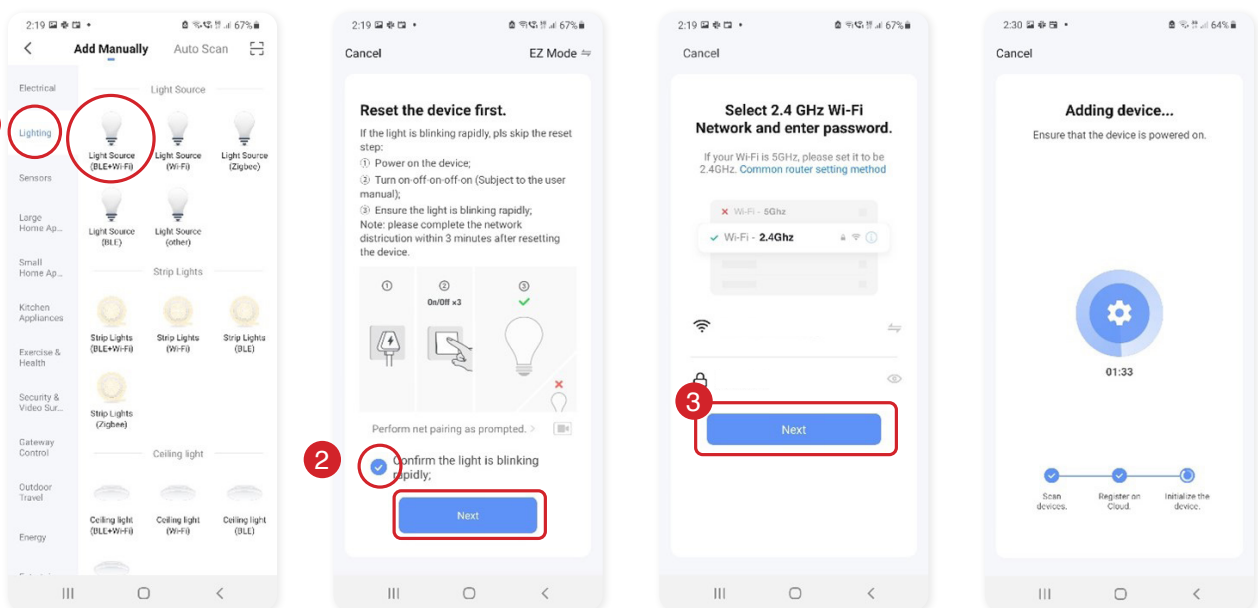 2:19
67%
Add Manually
Auto Scan
Electrical
Lighting
Sensors
Large
Home Ap...
Small
Home Ap...
Kitchen
Appliances
Exercise &
Health
Security &
Video Sur...
Gateway
Control
Outdoor
Travel
Energy
Light Source
Light Source
(BLE+Wi-Fi)
Light Source
(Wi-Fi)
Light Source
(Zigbee)
Light Source
(BLE)
Light Source
(other)
Strip Lights
Strip Lights
(BLE+Wi-Fi)
Strip Lights
(Wi-Fi)
Strip Lights
(BLE)
Strip Lights
(Zigbee)
Ceiling light
Ceiling light
(BLE+Wi-Fi)
Ceiling light
(Wi-Fi)
Ceiling light
(BLE)
2:19
67%
Cancel
EZ Mode
Reset the device first.
If the light is blinking rapidly, pls skip the reset
step:
① Power on the device;
② Turn on-off-on-off-on (Subject to the user
manual);
③ Ensure the light is blinking rapidly;
Note: please complete the network
districution within 3 minutes after resetting
the device.
① ② ③
On/Off ×3
Perform net pairing as prompted. >
2
Confirm the light is blinking
rapidly;
Next
2:19
67%
Cancel
Select 2.4 GHz Wi-Fi
Network and enter password.
If your Wi-Fi is 5GHz, please set it to be
2.4GHz. Common router setting method
Wi-Fi - 5Ghz
Wi-Fi - 2.4Ghz
3
Next
2:30
64%
Cancel
Adding device...
Ensure that the device is powered on.
01:33
Scan
devices.
Register on
Cloud.
Initialize the
device.